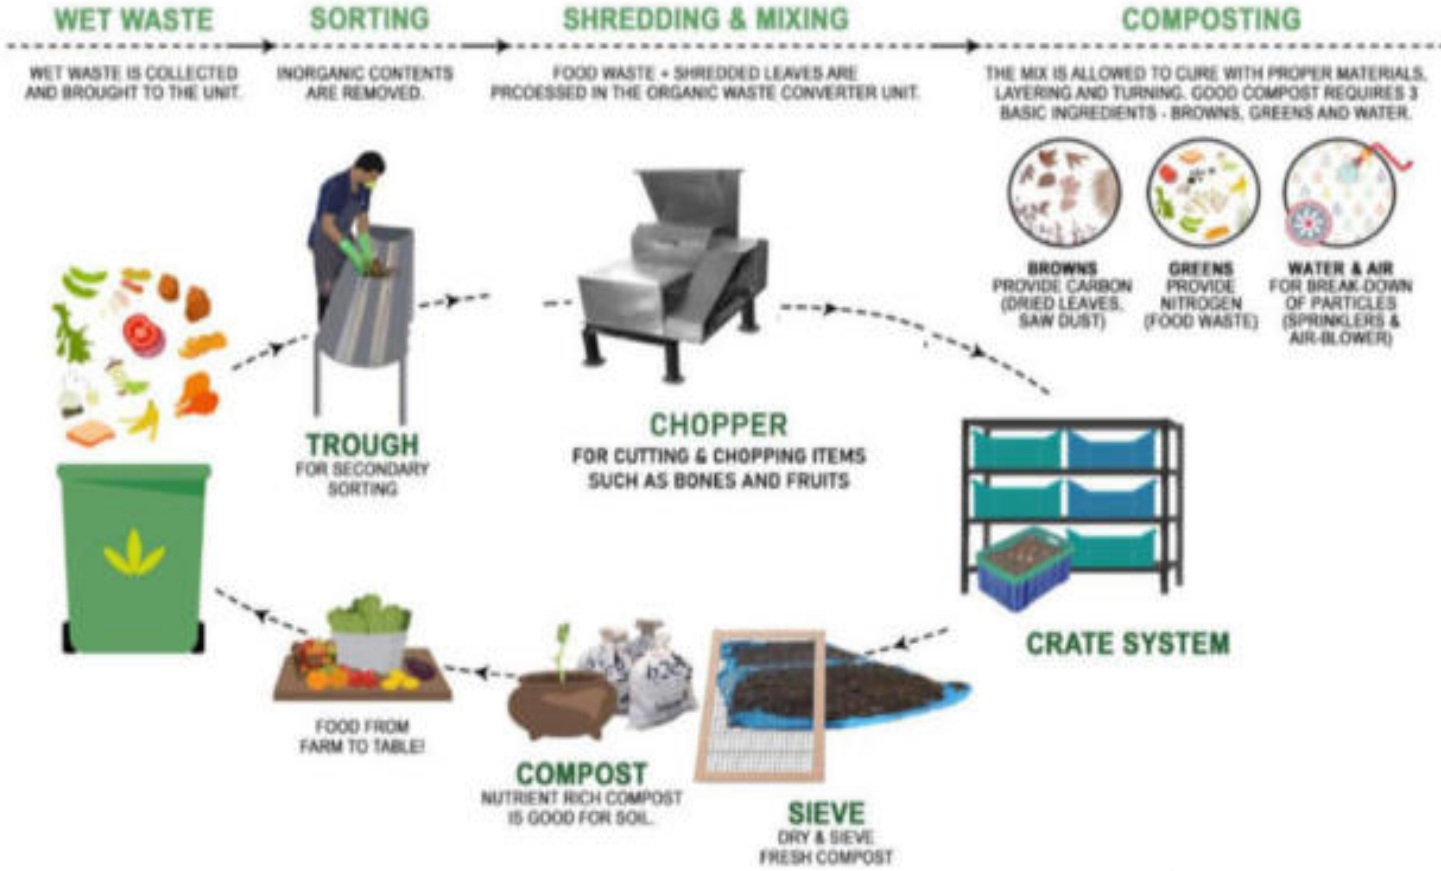 WET WASTE
SORTING
SHREDDING & MIXING
COMPOSTING
WET WASTE IS COLLECTED
AND BROUGHT TO THE UNIT.
INORGANIC CONTENTS
ARE REMOVED.
FOOD WASTE + SHREDDED LEAVES ARE
PRCOESSED IN THE ORGANIC WASTE CONVERTER UNIT.
THE MIX IS ALLOWED TO CURE WITH PROPER MATERIALS,
LAYERING AND TURNING. GOOD COMPOST REQUIRES 3
BASIC INGREDIENTS - BROWNS, GREENS AND WATER.
BROWNS
PROVIDE CARBON
(DRIED LEAVES,
SAW DUST)
GREENS
PROVIDE
NITROGEN
(FOOD WASTE)
WATER & AIR
FOR BREAK-DOWN
OF PARTICLES
(SPRINKLERS &
AIR-BLOWER)
TROUGH
FOR SECONDARY
SORTING
CHOPPER
FOR CUTTING & CHOPPING ITEMS
SUCH AS BONES AND FRUITS
CRATE SYSTEM
FOOD FROM
FARM TO TABLE!
COMPOST
NUTRIENT RICH COMPOST
IS GOOD FOR SOIL.
SIEVE
DRY & SIEVE
FRESH COMPOST